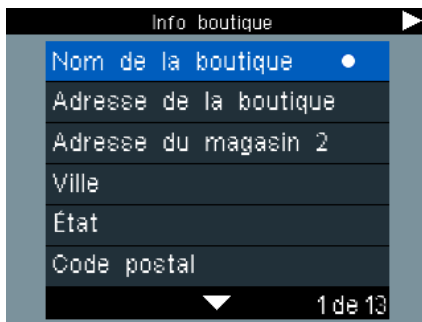 Info boutique
Nom de la boutique
Adresse de la boutique
Adresse du magasin 2
Ville
État
Code postal
1 de 13